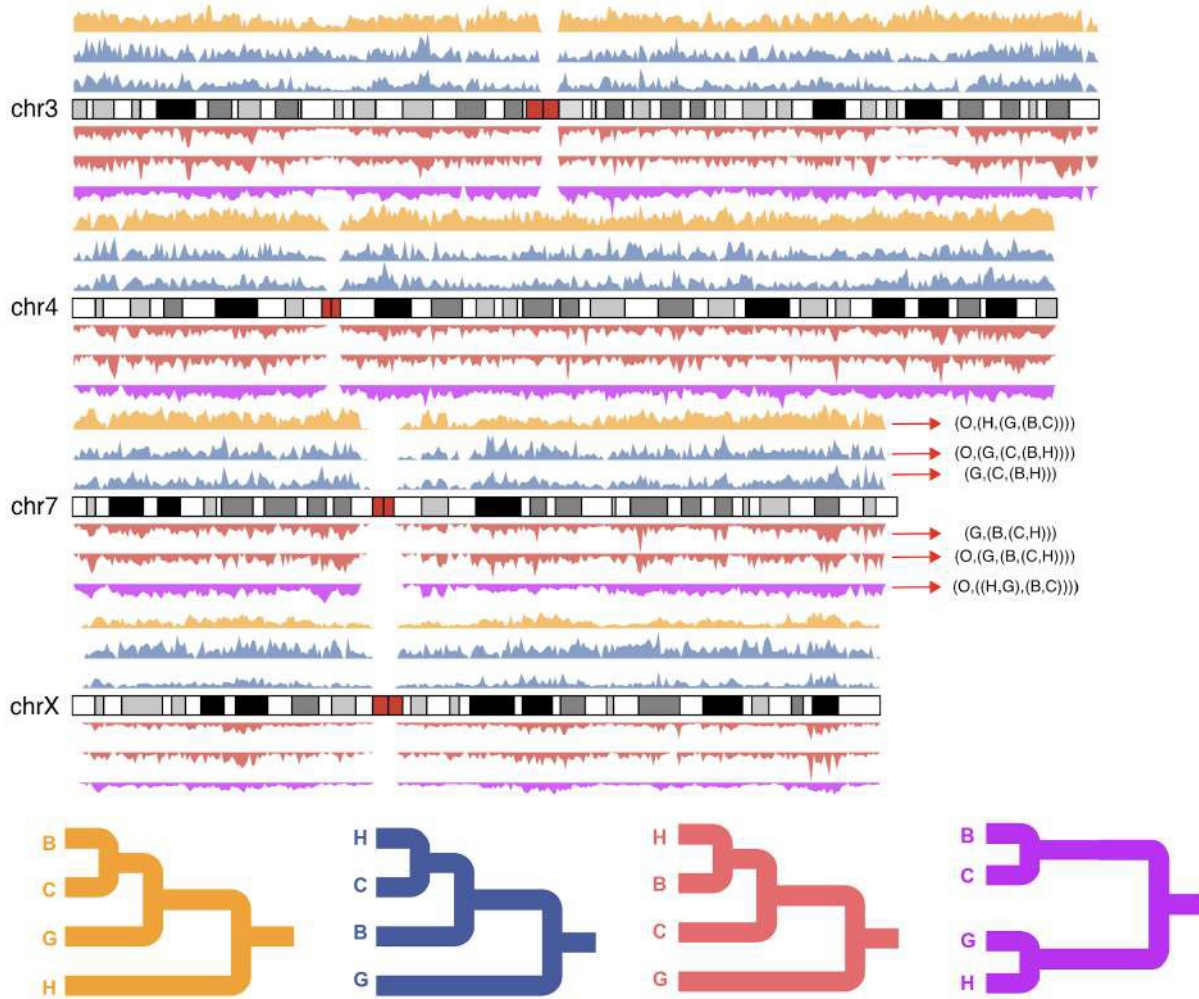 chr3
chr4
(O,(H,(G,(B,C))))
(O,(G,(C,(B,H))))
(G,(C,(B,H)))
chr7
(G,(B,(C,H)))
(O,(G,(B,(C,H))))
(O,((H,G),(B,C))))
chrX
B
C
G
H
H
C
B
G
H
B
C
G
B
C
G
H